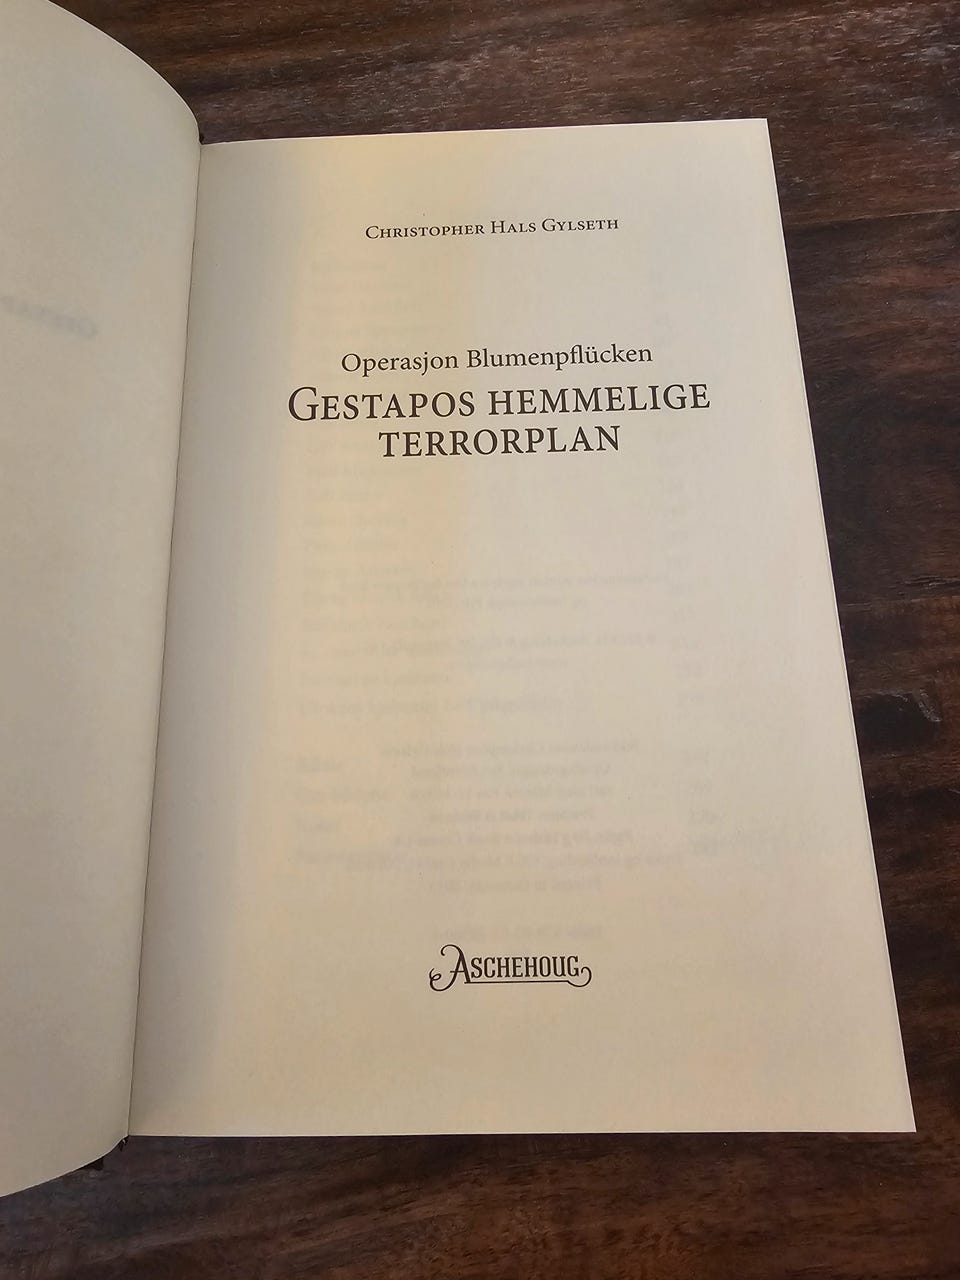 CHRISTOPHER HALS GYLSETH
Operasjon Blumenpflücken
GESTAPOS HEMMELIGE
TERRORPLAN
ASCHEHOUG